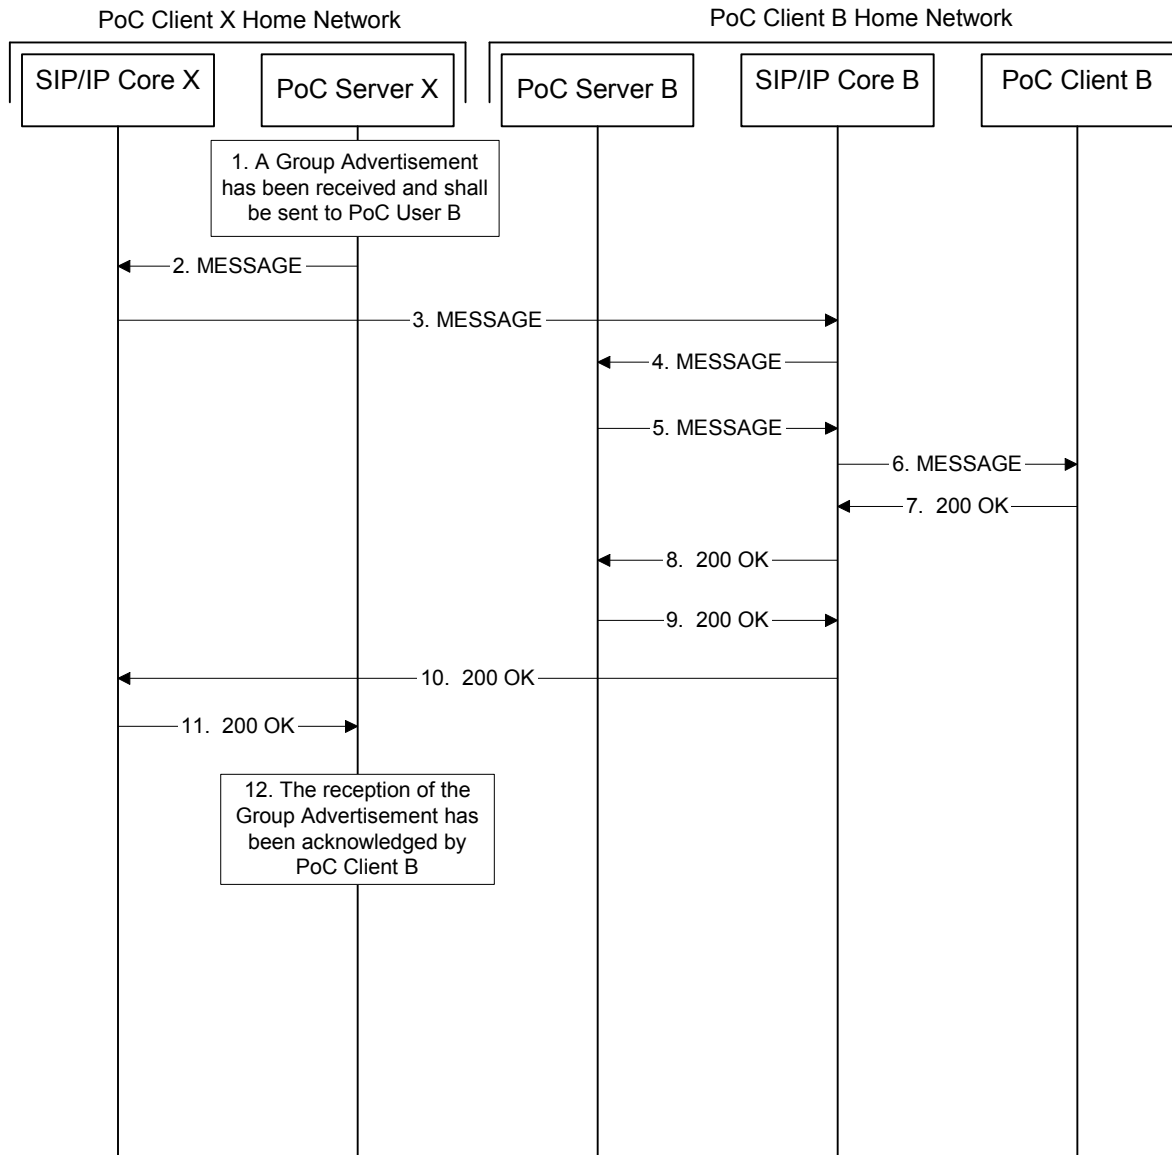 PoC Client X Home Network
PoC Client B Home Network
SIP/IP Core X
PoC Server X
PoC Server B
SIP/IP Core B
PoC Client B
1. A Group Advertisement
has been received and shall
be sent to PoC User B
2. MESSAGE
3. MESSAGE
4. MESSAGE
5. MESSAGE
6. MESSAGE
7. 200 OK
8. 200 OK
9. 200 OK
10. 200 OK
11. 200 OK
12. The reception of the
Group Advertisement has
been acknowledged by
PoC Client B